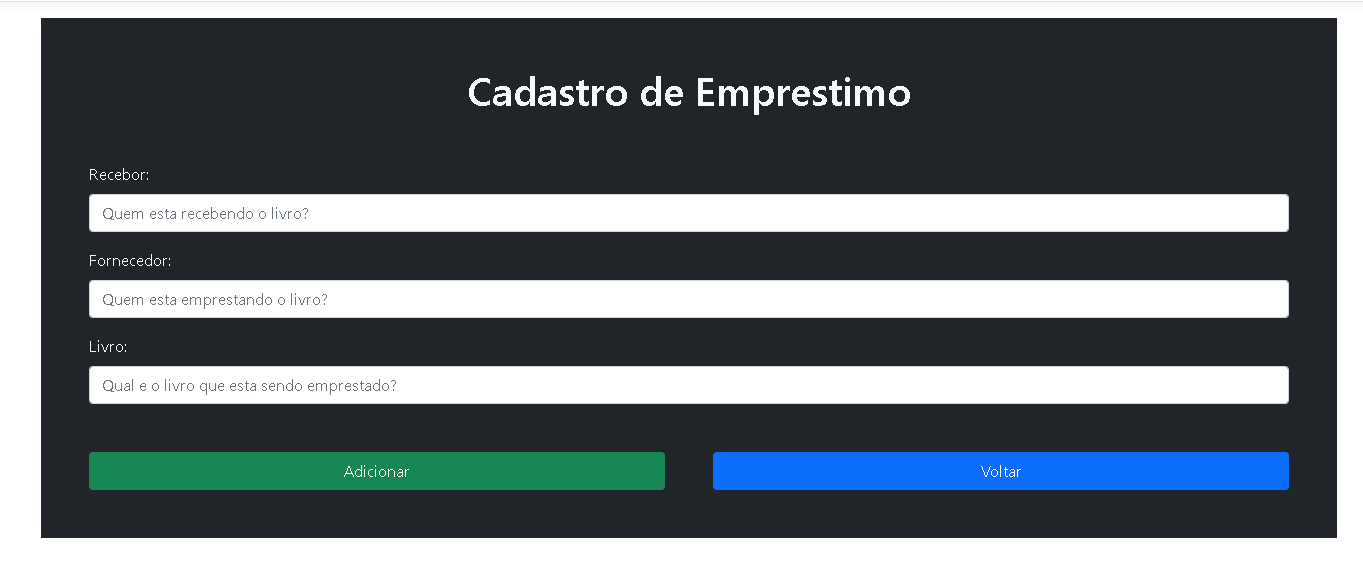 Cadastro de Emprestimo
Recebor:
Quem esta recebendo o livro?
Fornecedor:
Quem esta emprestando o livro?
Livro:
Qual e o livro que esta sendo emprestado?
Adicionar
Voltar